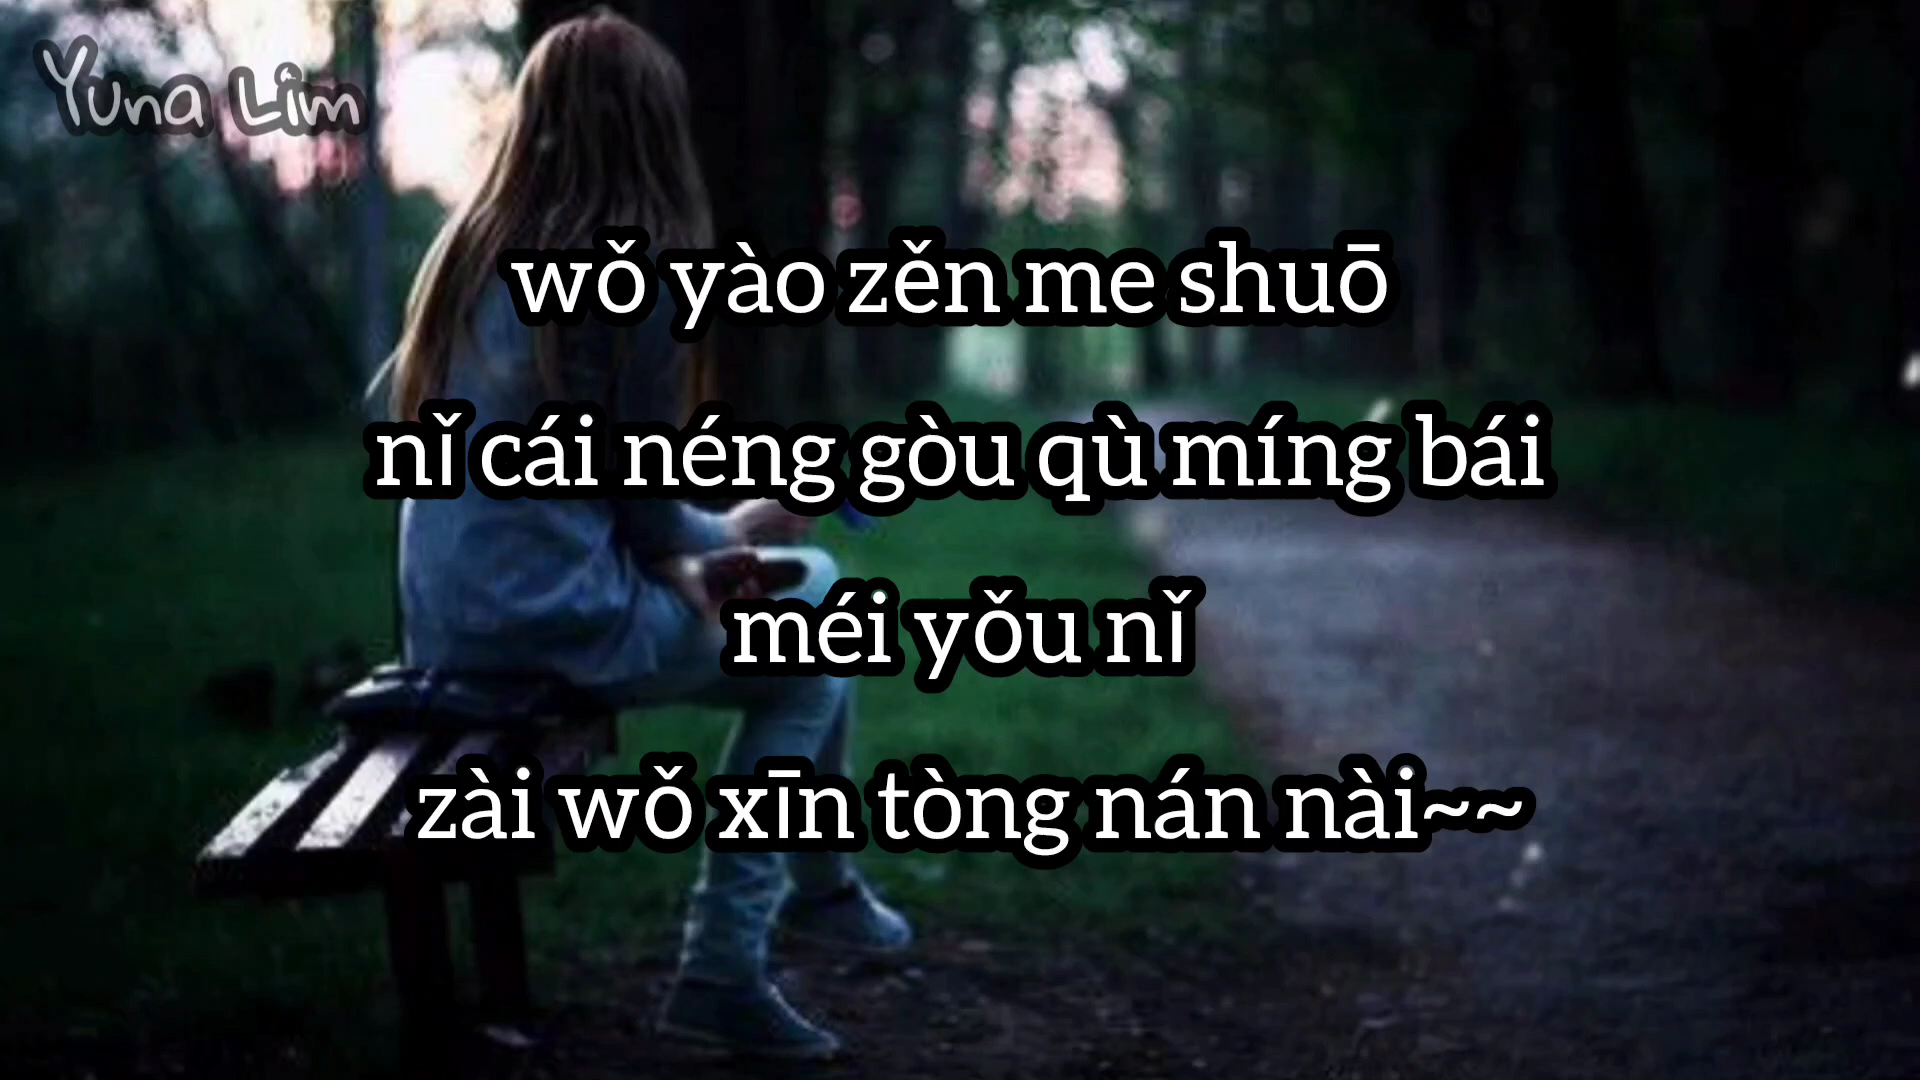 Yuna Lim
wǒ yào zěn me shuō
nǐ cái néng gòu qù míng bái
méi yǒu nǐ
zài wǒ xīn tòng nán nài~~